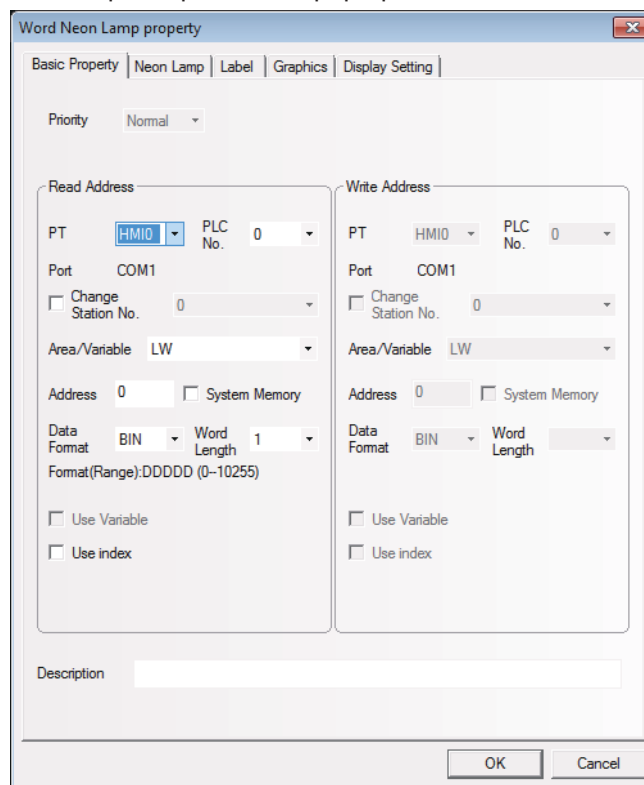 Word Neon Lamp property
Basic Property Neon Lamp Label Graphics Display Setting
Priority Normal
Read Address
PT HMI0 PLC No. 0
Port COM1
Change Station No. 0
Area/Variable LW
Address 0 System Memory
Data Format BIN Word Length 1
Format(Range):DDDDD (0--10255)
Use Variable
Use index
Write Address
PT HMI0 PLC No. 0
Port COM1
Change Station No. 0
Area/Variable LW
Address 0 System Memory
Data Format BIN Word Length
Use Variable
Use index
Description
OK Cancel